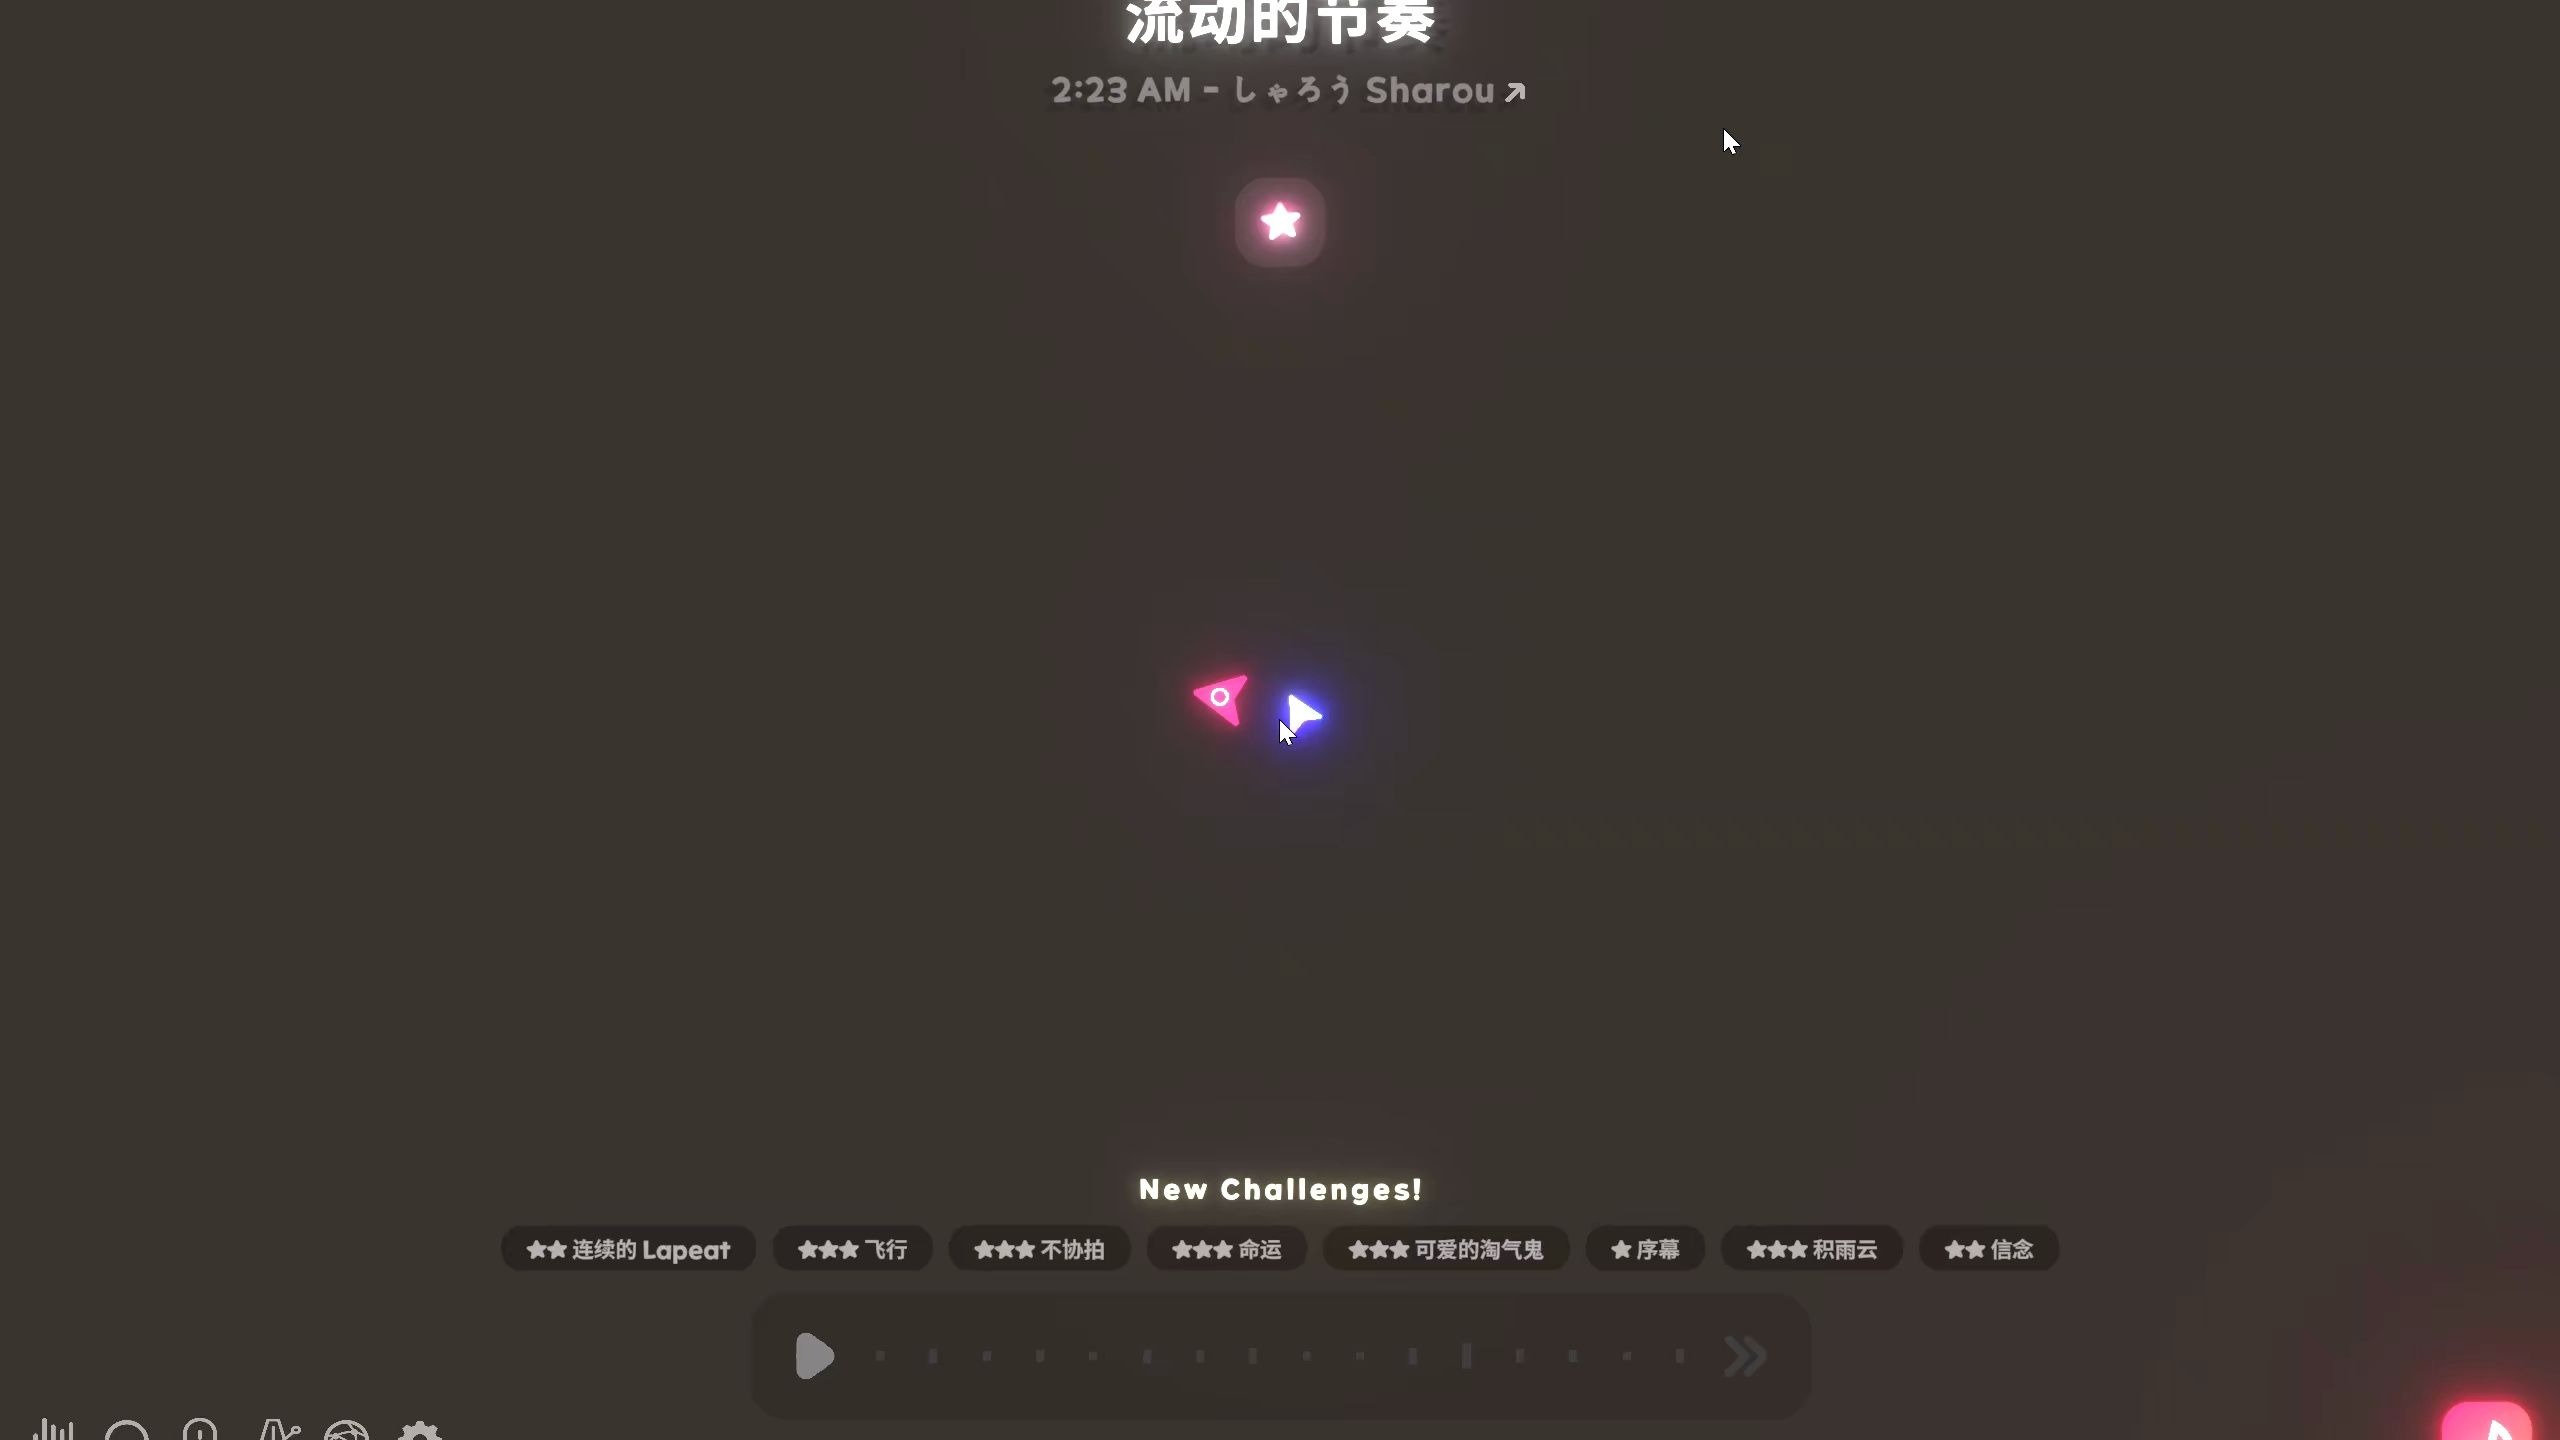 流动的节奏
2:23 AM - しゃろう Sharou
New Challenges!
连续的 Lapeat
飞行
不协拍
命运
可爱的淘气鬼
序幕
积雨云
信念